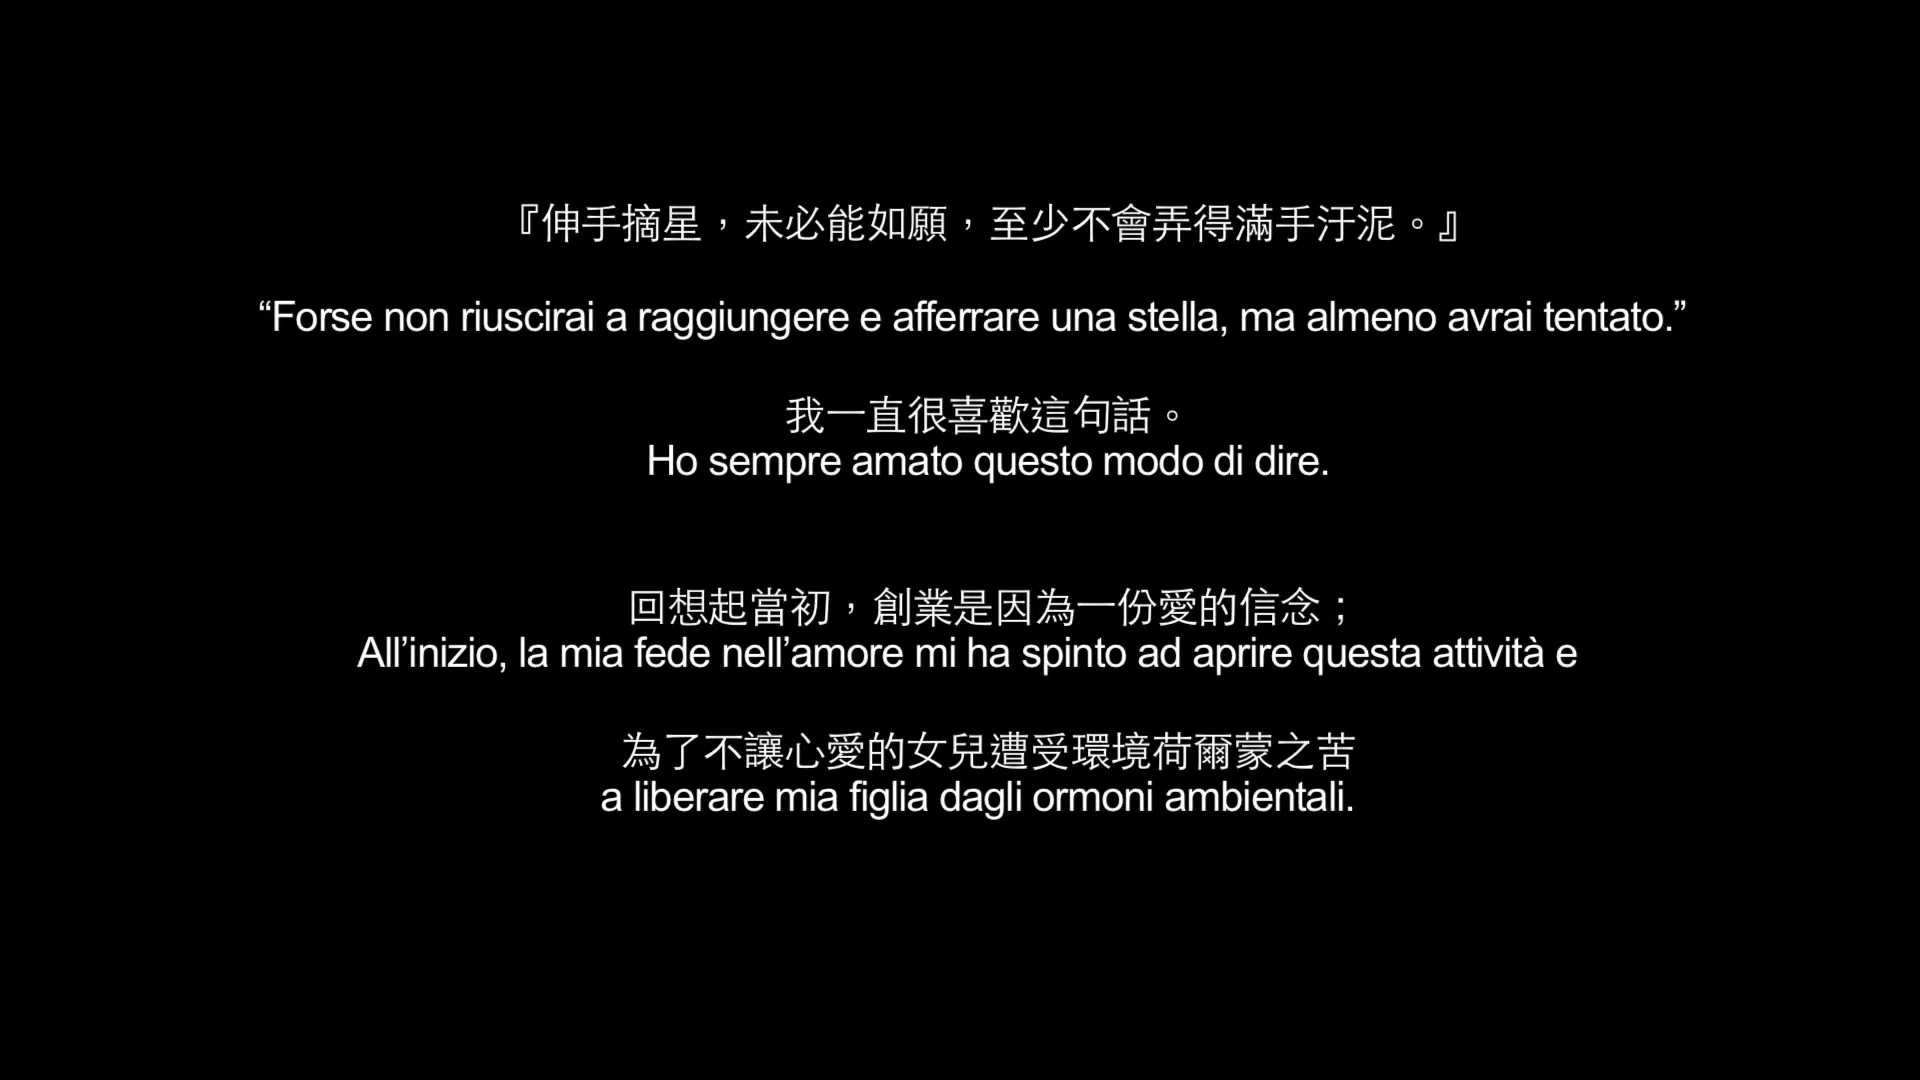 『伸手摘星，未必能如願，至少不會弄得滿手汙泥。』
“Forse non riuscirai a raggiungere e afferrare una stella, ma almeno avrai tentato.”
我一直很喜歡這句話。
Ho sempre amato questo modo di dire.
回想起當初，創業是因為一份愛的信念；
All’inizio, la mia fede nell’amore mi ha spinto ad aprire questa attività e
為了不讓心愛的女兒遭受環境荷爾蒙之苦
a liberare mia figlia dagli ormoni ambientali.